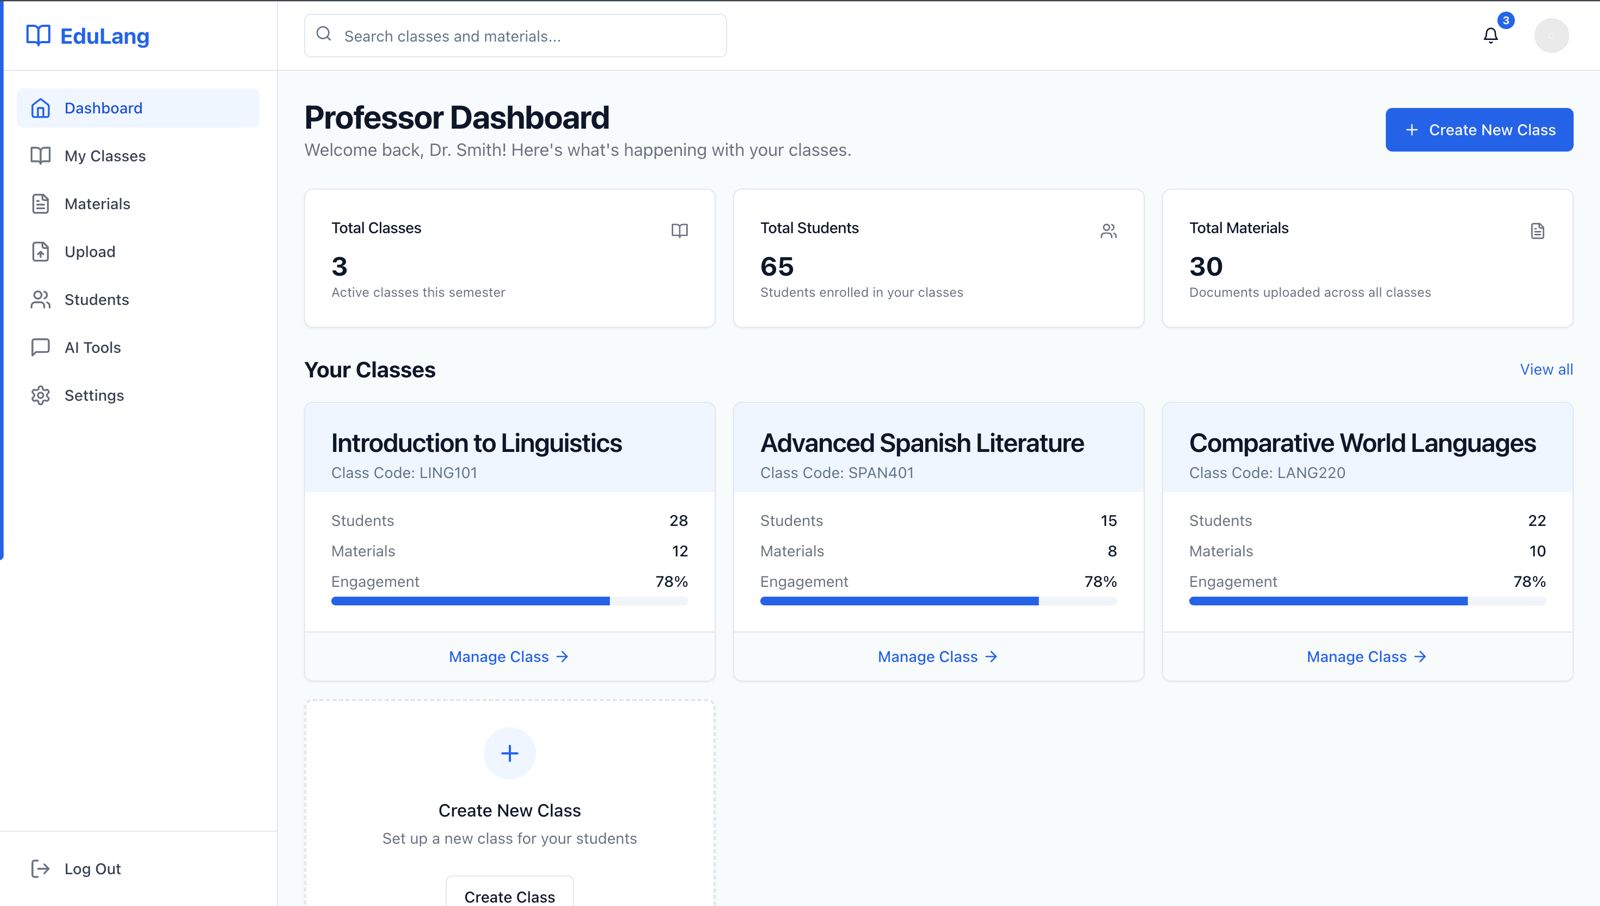 EduLang
Search classes and materials...
3
Dashboard
My Classes
Materials
Upload
Students
AI Tools
Settings
Log Out
Professor Dashboard
Welcome back, Dr. Smith! Here's what's happening with your classes.
+ Create New Class
Total Classes
3
Active classes this semester
Total Students
65
Students enrolled in your classes
Total Materials
30
Documents uploaded across all classes
Your Classes
View all
Introduction to Linguistics
Class Code: LING101
Students 28
Materials 12
Engagement 78%
Manage Class →
Advanced Spanish Literature
Class Code: SPAN401
Students 15
Materials 8
Engagement 78%
Manage Class →
Comparative World Languages
Class Code: LANG220
Students 22
Materials 10
Engagement 78%
Manage Class →
Create New Class
Set up a new class for your students
Create Class